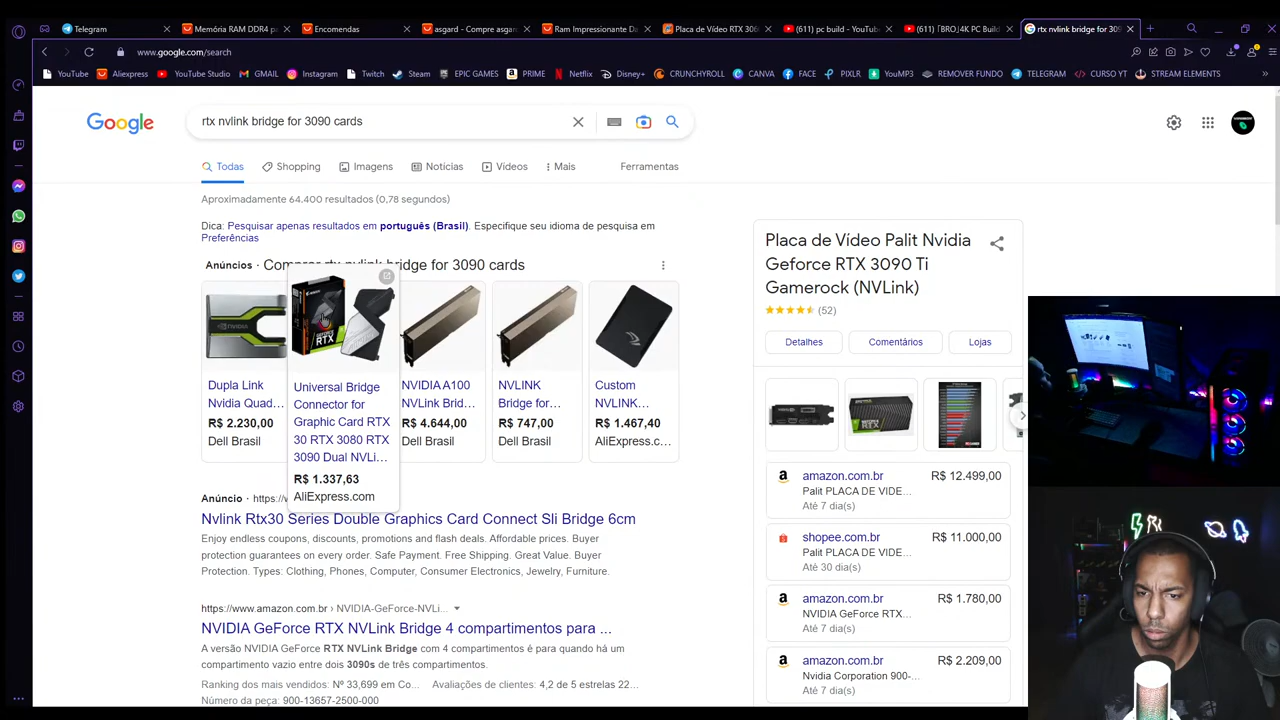 Telegram
Memória RAM DDR4 pa
Encomendas
asgard - Compre asgan
Ram Impressionante Da
Placa de Vídeo RTX 306
(611) pc build - YouTube
(611) [BRO.] 4K PC Build
rtx nvlink bridge for 309
www.google.com/search
YouTube
Aliexpress
YouTube Studio
GMAIL
Instagram
Twitch
Steam
EPIC GAMES
PRIME
Netflix
Disney+
CRUNCHYROLL
CANVA
FACE
PIXLR
YouMP3
REMOVER FUNDO
TELEGRAM
CURSO YT
STREAM ELEMENTS
Google
rtx nvlink bridge for 3090 cards
Todas
Shopping
Imagens
Notícias
Vídeos
Mais
Ferramentas
Aproximadamente 64.400 resultados (0,78 segundos)
Dica: Pesquisar apenas resultados em português (Brasil). Especifique seu idioma de pesquisa em
Preferências
Anúncios · Comprar rtx nvlink bridge for 3090 cards
Dupla Link
Nvidia Quati...
R$ 2.220,00
Dell Brasil
Universal Bridge
Connector for
Graphic Card RTX
30 RTX 3080 RTX
3090 Dual NVLi...
R$ 1.337,63
AliExpress.com
NVIDIA A100
NVLink Brid...
R$ 4.644,00
Dell Brasil
NVLINK
Bridge for...
R$ 747,00
Dell Brasil
Custom
NVLINK...
R$ 1.467,40
AliExpress.c...
Anúncio · https://w
Nvlink Rtx30 Series Double Graphics Card Connect Sli Bridge 6cm
Enjoy endless coupons, discounts, promotions and flash deals. Affordable prices. Buyer
protection guarantees on every order. Safe Payment. Free Shipping. Great Value. Buyer
Protection. Types: Clothing, Phones, Computer, Consumer Electronics, Jewelry, Furniture.
https://www.amazon.com.br › NVIDIA-GeForce-NVLi...
NVIDIA GeForce RTX NVLink Bridge 4 compartimentos para ...
A versão NVIDIA GeForce RTX NVLink Bridge com 4 compartimentos é para quando há um
compartimento vazio entre dois 3090s de três compartimentos.
Ranking dos mais vendidos: Nº 33,699 em Co... Avaliações de clientes: 4,2 de 5 estrelas 22...
Número da peça: 900-13657-2500-000
Placa de Vídeo Palit Nvidia
Geforce RTX 3090 Ti
Gamerock (NVLink)
(52)
Detalhes
Comentários
Lojas
amazon.com.br R$ 12.499,00
Palit PLACA DE VIDE...
Até 7 dia(s)
shopee.com.br R$ 11.000,00
Palit PLACA DE VIDE...
Até 30 dia(s)
amazon.com.br R$ 1.780,00
NVIDIA GeForce RTX...
Até 7 dia(s)
amazon.com.br R$ 2.209,00
Nvidia Corporation 900-...
Até 7 dia(s)